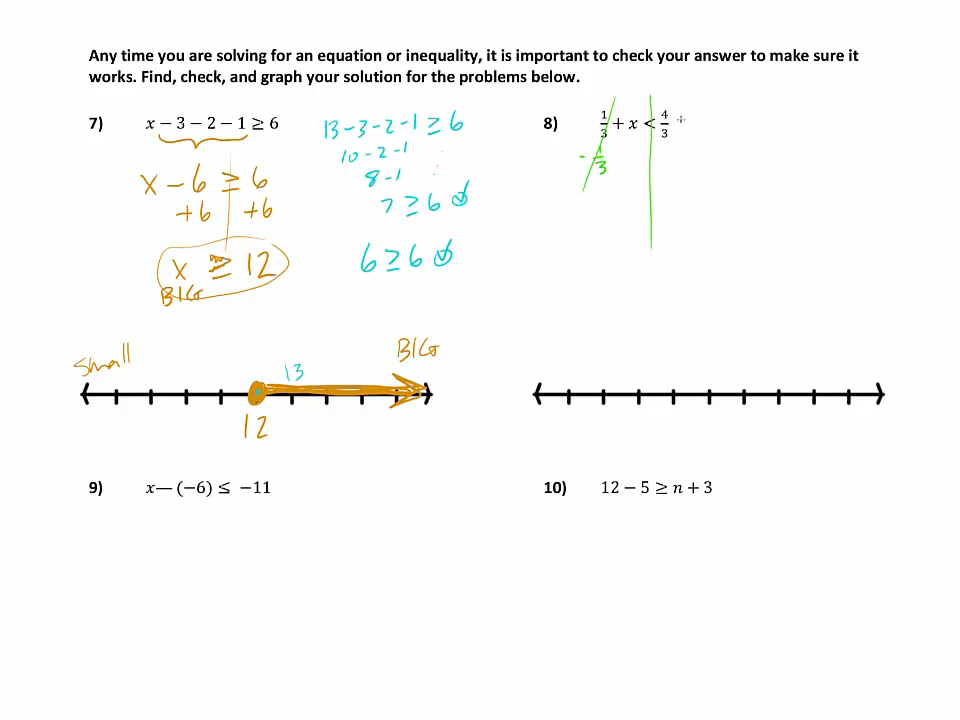 Any time you are solving for an equation or inequality, it is important to check your answer to make sure it
works. Find, check, and graph your solution for the problems below.
7) x − 3 − 2 − 1 ≥ 6
13 - 3 - 2 - 1 ≥ 6
10 - 2 - 1
8 - 1
7 ≥ 6
x - 6 ≥ 6
+6 +6
6 ≥ 6
x ≥ 12
BIG
small
BIG
13
12
8) 1/3 + x < 4/3
- 1/3
9) x— (−6) ≤ −11
10) 12 − 5 ≥ n + 3